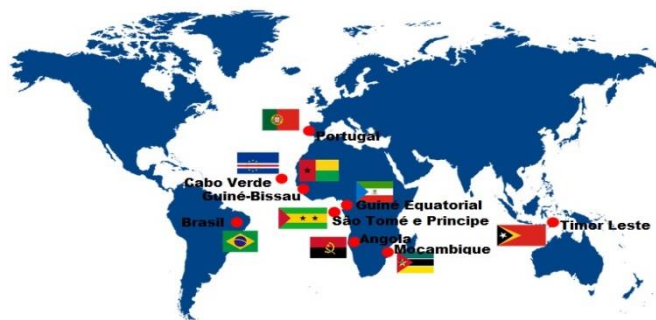 Portugal
Cabo Verde
Guiné-Bissau
Guiné Equatorial
São Tomé e Principe
Brasil
Timor Leste
Angola
Moçambique